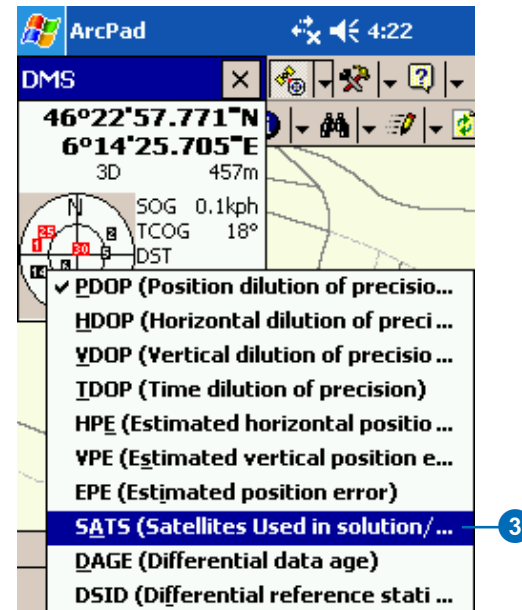 ArcPad 4:22
DMS
46°22'57.771"N
6°14'25.705"E
3D 457m
N SOG 0.1kph
TCOG 18°
DST
25
1
30
8
✓ PDOP (Position dilution of precisio...
HDOP (Horizontal dilution of preci ...
VDOP (Vertical dilution of precisio ...
TDOP (Time dilution of precision)
HPE (Estimated horizontal positio ...
VPE (Estimated vertical position e...
EPE (Estimated position error)
SATS (Satellites Used in solution/ ... 3
DAGE (Differential data age)
DSID (Differential reference stati ...